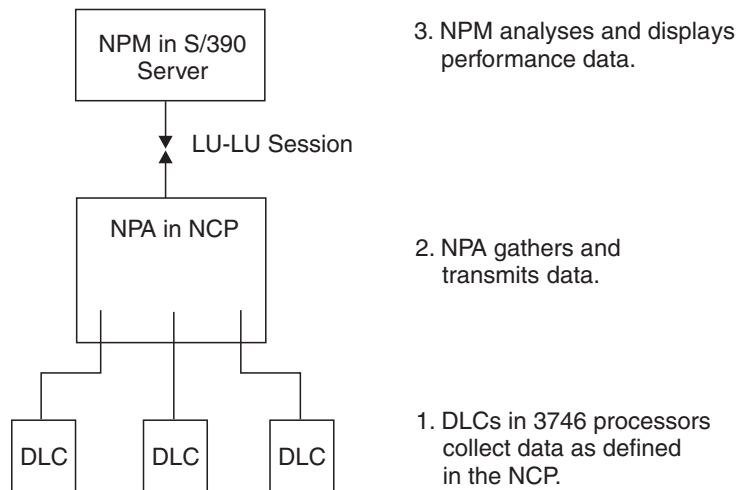 NPM in S/390
Server
3. NPM analyses and displays
performance data.
LU-LU Session
NPA in NCP
2. NPA gathers and
transmits data.
DLC
DLC
DLC
1. DLCs in 3746 processors
collect data as defined
in the NCP.